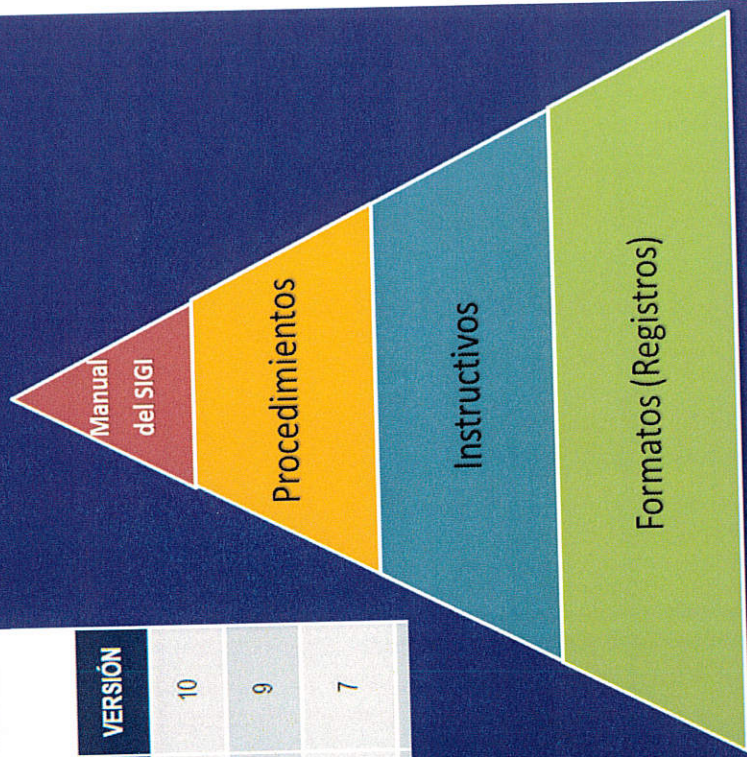 VERSIÓN
10
9
7
Manual
del SIGI
Procedimientos
Instructivos
Formatos (Registros)